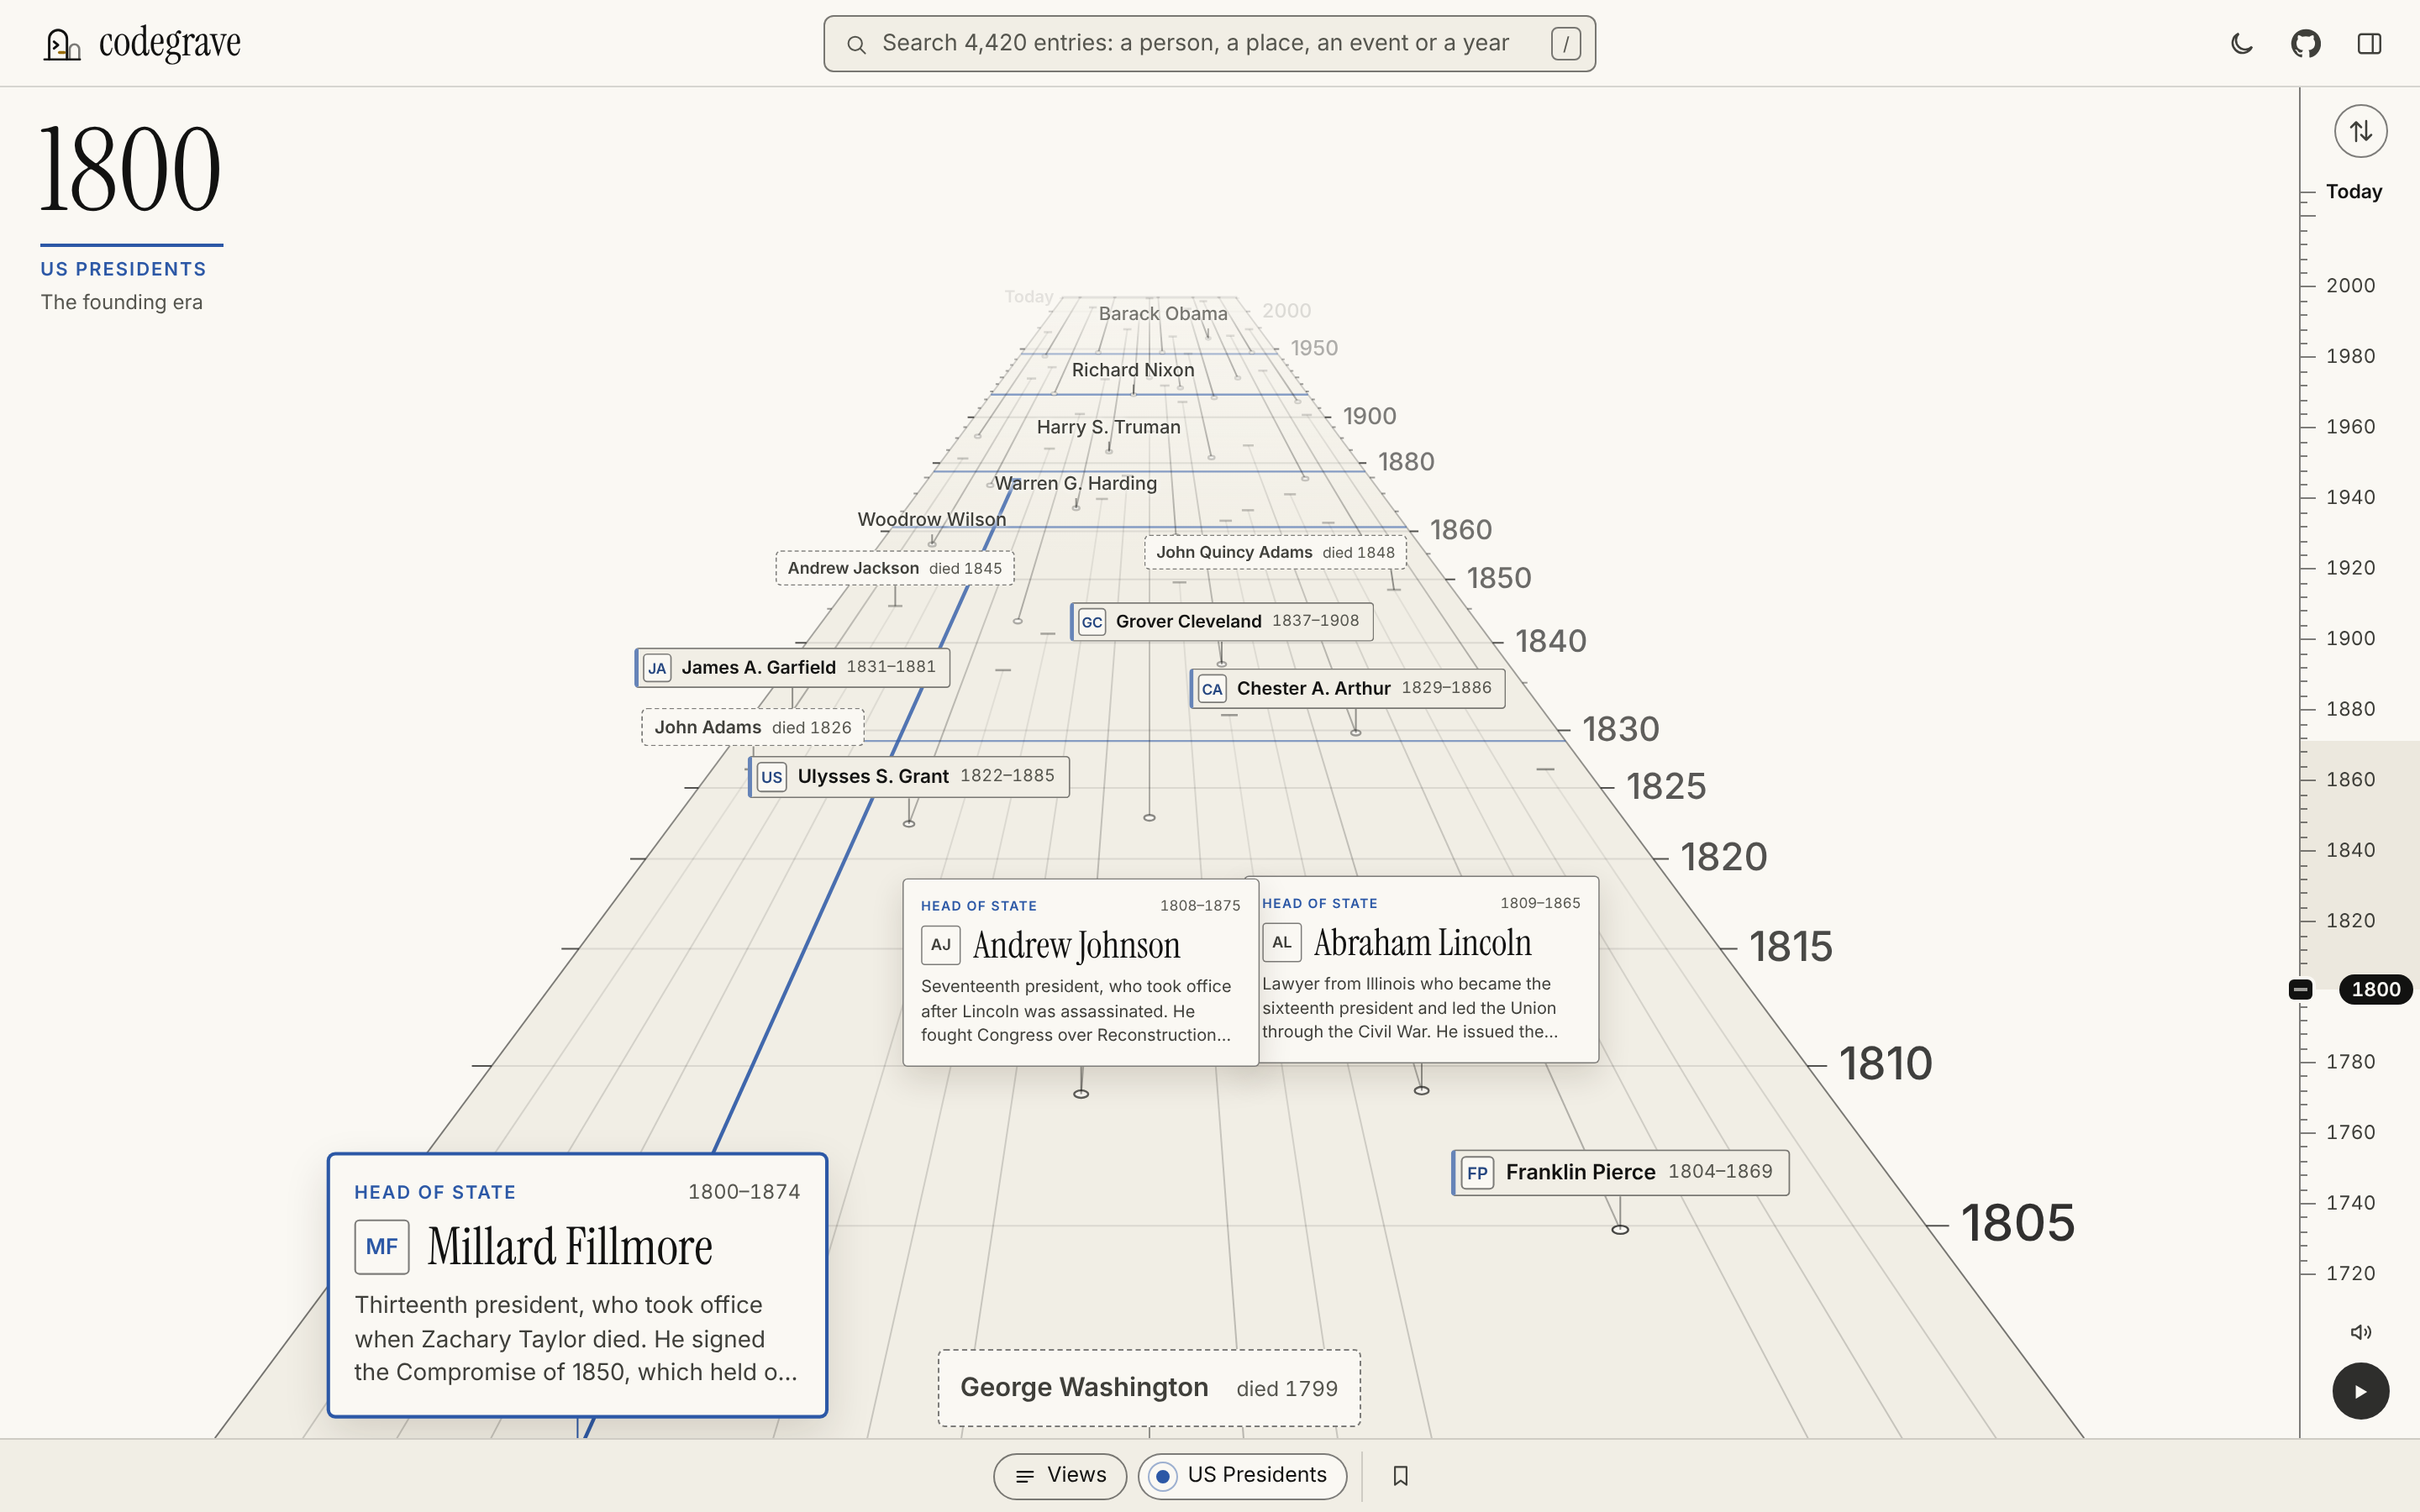 codegrave
Search 4,420 entries: a person, a place, an event or a year
/
1800
US PRESIDENTS
The founding era
Today
2000
Barack Obama
1950
Richard Nixon
1900
Harry S. Truman
1880
Warren G. Harding
Woodrow Wilson
1860
John Quincy Adams died 1848
Andrew Jackson died 1845
1850
GC Grover Cleveland 1837–1908
1840
JA James A. Garfield 1831–1881
CA Chester A. Arthur 1829–1886
John Adams died 1826
1830
US Ulysses S. Grant 1822–1885
1825
1820
HEAD OF STATE 1808–1875
AJ Andrew Johnson
Seventeenth president, who took office
after Lincoln was assassinated. He
fought Congress over Reconstruction...
HEAD OF STATE 1809–1865
AL Abraham Lincoln
Lawyer from Illinois who became the
sixteenth president and led the Union
through the Civil War. He issued the...
1815
1810
FP Franklin Pierce 1804–1869
1805
HEAD OF STATE 1800–1874
MF Millard Fillmore
Thirteenth president, who took office
when Zachary Taylor died. He signed
the Compromise of 1850, which held o...
George Washington died 1799
Today
2000
1980
1960
1940
1920
1900
1880
1860
1840
1820
1800
1780
1760
1740
1720
Views
US Presidents